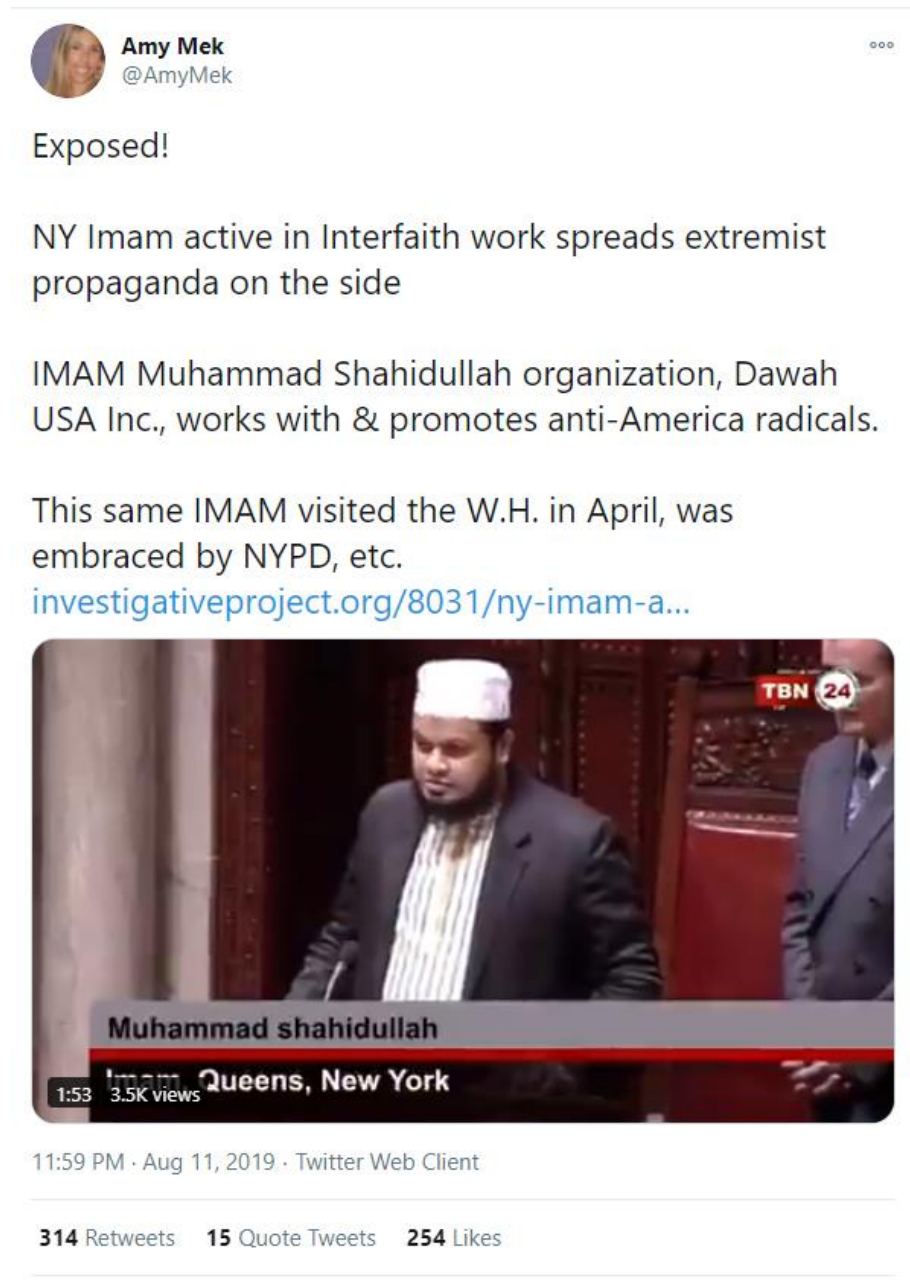 Amy Mek
@AmyMek
Exposed!
NY Imam active in Interfaith work spreads extremist
propaganda on the side
IMAM Muhammad Shahidullah organization, Dawah
USA Inc., works with & promotes anti-America radicals.
This same IMAM visited the W.H. in April, was
embraced by NYPD, etc.
investigativeproject.org/8031/ny-imam-a...
TBN 24
Muhammad shahidullah
Imam, Queens, New York
1:53 3.5K views
11:59 PM · Aug 11, 2019 · Twitter Web Client
314 Retweets 15 Quote Tweets 254 Likes